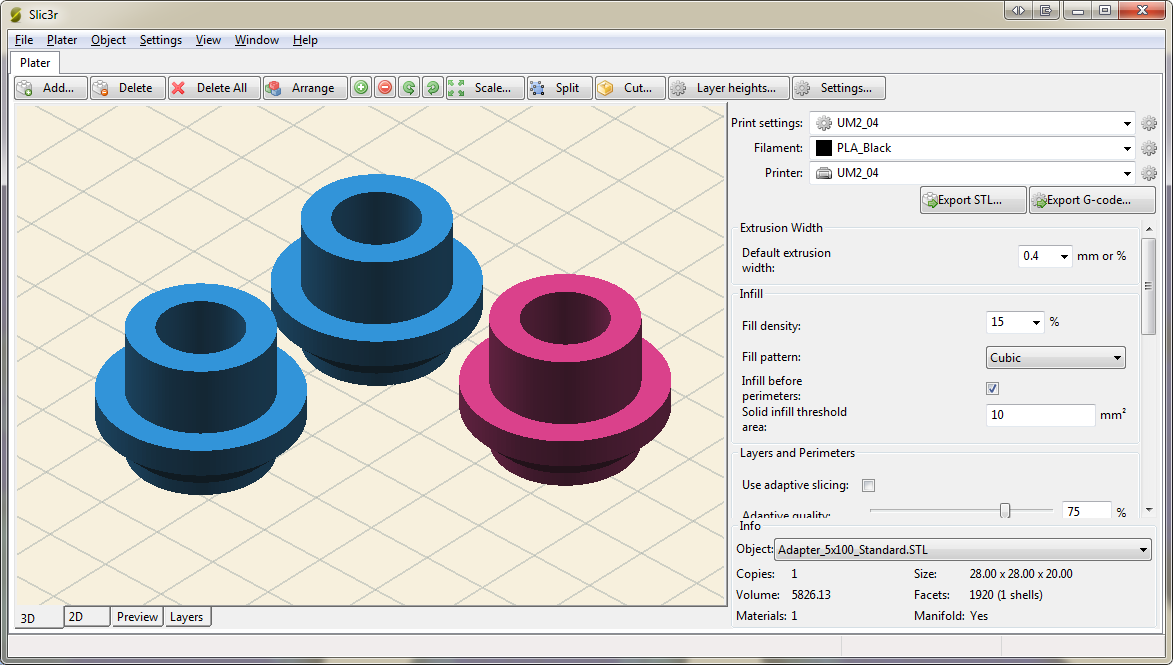 Slic3r
File Plater Object Settings View Window Help
Plater
Add... Delete Delete All Arrange Scale... Split Cut... Layer heights... Settings...
Print settings: UM2_04
Filament: PLA_Black
Printer: UM2_04
Export STL... Export G-code...
Extrusion Width
Default extrusion
width:
0.4 mm or %
Infill
Fill density: 15 %
Fill pattern: Cubic
Infill before
perimeters:
Solid infill threshold
area:
10 mm²
Layers and Perimeters
Use adaptive slicing:
Adaptive quality: 75 %
Info
Object: Adapter_5x100_Standard.STL
Copies: 1 Size: 28.00 x 28.00 x 20.00
Volume: 5826.13 Facets: 1920 (1 shells)
Materials: 1 Manifold: Yes
3D 2D Preview Layers